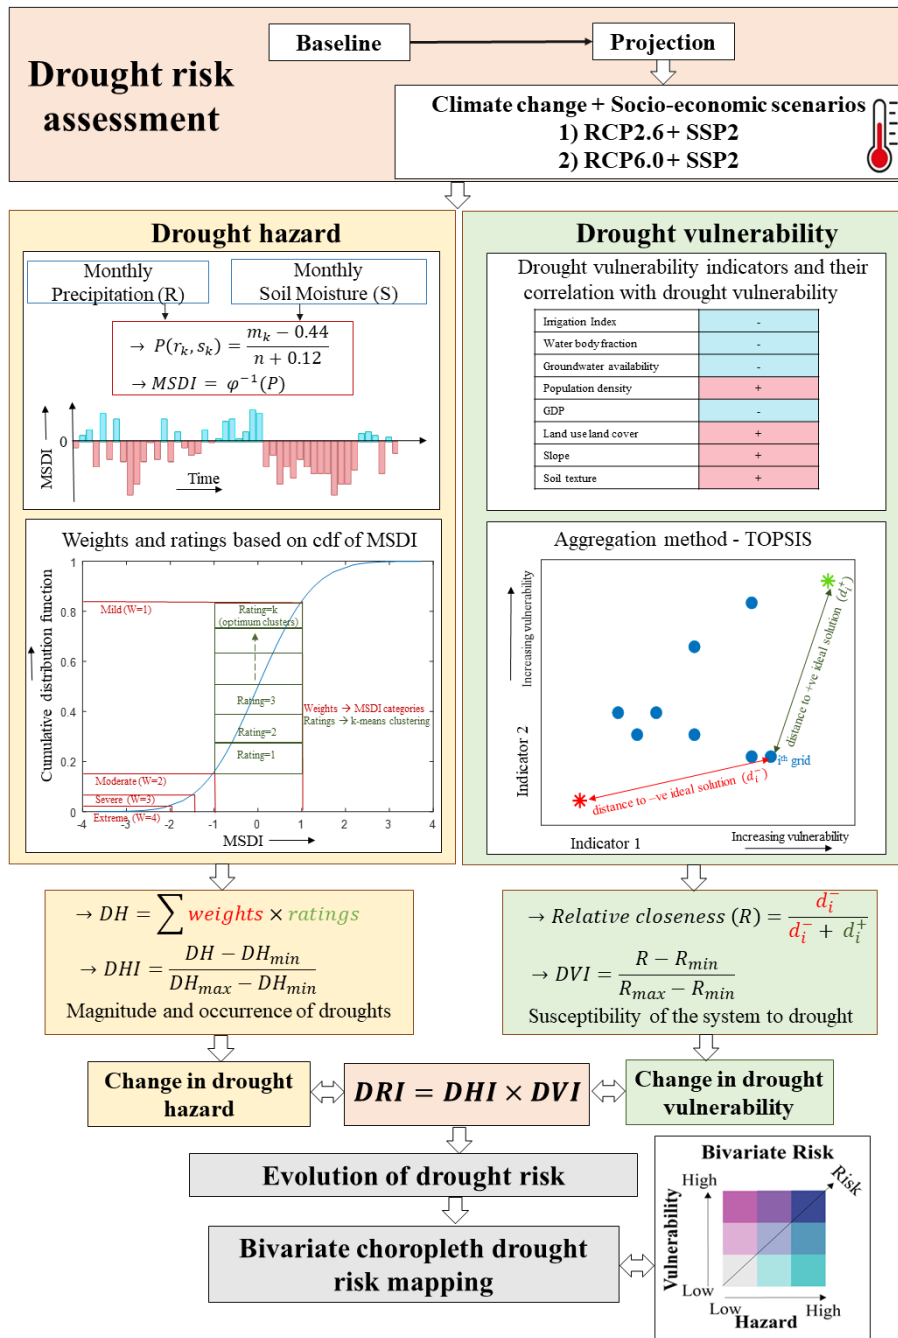 Drought risk
assessment
Baseline
Projection
Climate change + Socio-economic scenarios
1) RCP2.6 + SSP2
2) RCP6.0 + SSP2
Drought hazard
Monthly
Precipitation (R)
Monthly
Soil Moisture (S)
→ P(r_k, s_k) = (m_k − 0.44) / (n + 0.12)
→ MSDI = φ⁻¹(P)
MSDI
0
Time
Weights and ratings based on cdf of MSDI
Cumulative distribution function
1
0.8
0.6
0.4
0.2
0
Mild (W=1)
Rating=k
(optimum clusters)
Rating=3
Weights → MSDI categories
Ratings → k-means clustering
Rating=2
Rating=1
Moderate (W=2)
Severe (W=3)
Extreme (W=4)
-4 -3 -2 -1 0 1 2 3 4
MSDI
Drought vulnerability
Drought vulnerability indicators and their
correlation with drought vulnerability
Irrigation Index -
Water body fraction -
Groundwater availability -
Population density +
GDP -
Land use land cover +
Slope +
Soil texture +
Aggregation method - TOPSIS
Increasing vulnerability
Indicator 2
distance to +ve ideal solution (d_i⁺)
iᵗʰ grid
distance to −ve ideal solution (d_i⁻)
Indicator 1
Increasing vulnerability
→ DH = ∑ weights × ratings
→ DHI = (DH − DH_min) / (DH_max − DH_min)
Magnitude and occurrence of droughts
→ Relative closeness (R) = d_i⁻ / (d_i⁻ + d_i⁺)
→ DVI = (R − R_min) / (R_max − R_min)
Susceptibility of the system to drought
Change in drought
hazard
DRI = DHI × DVI
Change in drought
vulnerability
Evolution of drought risk
Bivariate choropleth drought
risk mapping
Bivariate Risk
High
Risk
Vulnerability
Low
Low
High
Hazard